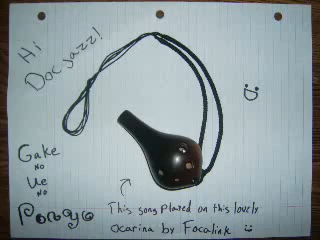 Hi
Docjazz!
Gake
no
Ue
no
Ponyo
This song played on this lovely
ocarina by Focalink :)